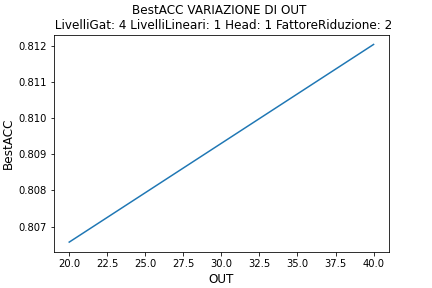 BestACC VARIAZIONE DI OUT
LivelliGat: 4 LivelliLineari: 1 Head: 1 FattoreRiduzione: 2
0.812
0.811
0.810
0.809
0.808
0.807
BestACC
20.0 22.5 25.0 27.5 30.0 32.5 35.0 37.5 40.0
OUT